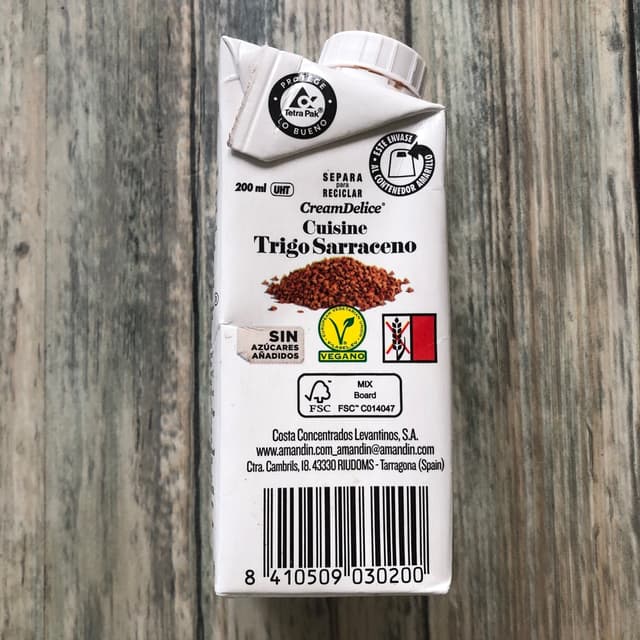 PROTEGE
Tetra Pak®
LO BUENO
• ESTE ENVASE •
AL CONTENEDOR AMARILLO
SEPARA
para
RECICLAR
200 ml UHT
CreamDelice®
Cuisine
Trigo Sarraceno
SIN
AZÚCARES
AÑADIDOS
VEGANO
FSC
MIX
Board
FSC™ C014047
Costa Concentrados Levantinos, S.A.
www.amandin.com_amandin@amandin.com
Ctra. Cambrils, 18. 43330 RIUDOMS - Tarragona (Spain)
8 410509 030200